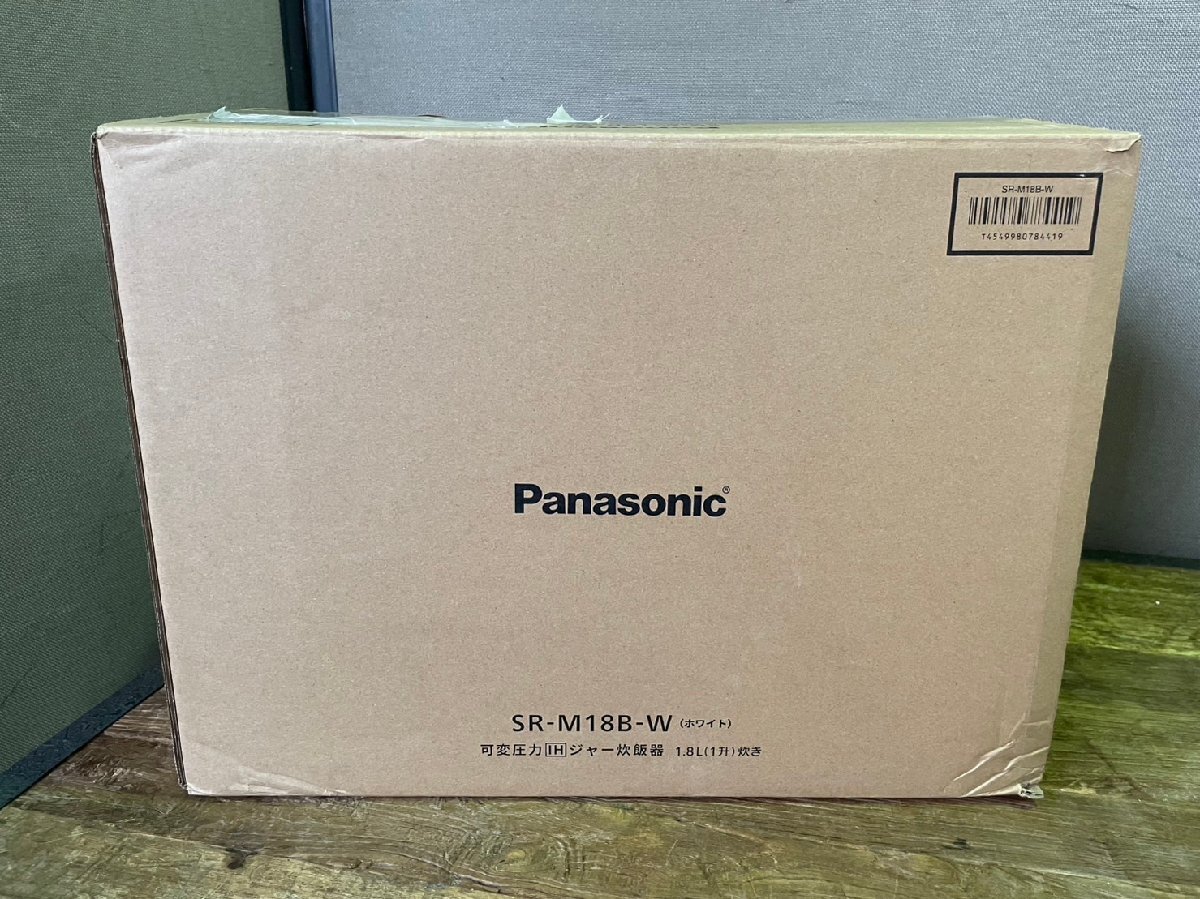 SR-M18B-W
T4549980784419
Panasonic®
SR-M18B-W (ホワイト)
可変圧力IHジャー炊飯器 1.8L(1升)炊き